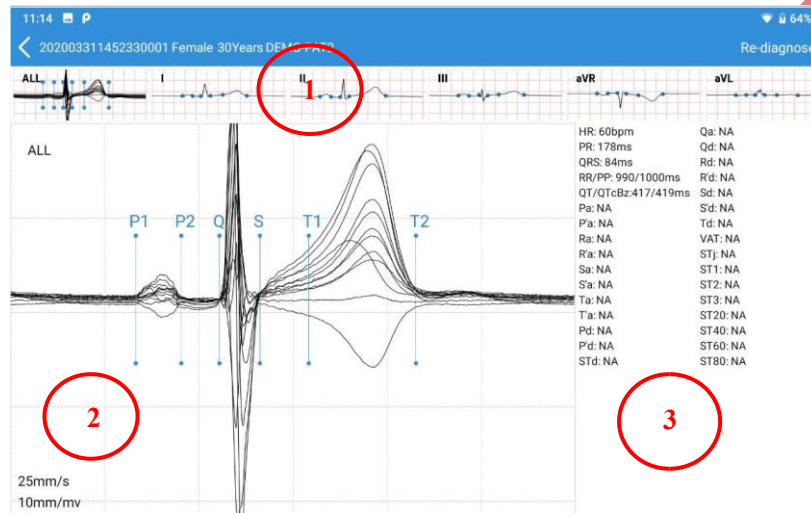 11:14 P 64%
202003311452330001 Female 30Years DEMO PAT2 Re-diagnose
ALL I II III aVR aVL
1
ALL
P1 P2 Q S T1 T2
2
25mm/s
10mm/mv
HR: 60bpm Qa: NA
PR: 178ms Qd: NA
QRS: 84ms Rd: NA
RR/PP: 990/1000ms R'd: NA
QT/QTcBz:417/419ms Sd: NA
Pa: NA S'd: NA
P'a: NA Td: NA
Ra: NA VAT: NA
R'a: NA STj: NA
Sa: NA ST1: NA
S'a: NA ST2: NA
Ta: NA ST3: NA
T'a: NA ST20: NA
Pd: NA ST40: NA
P'd: NA ST60: NA
STd: NA ST80: NA
3